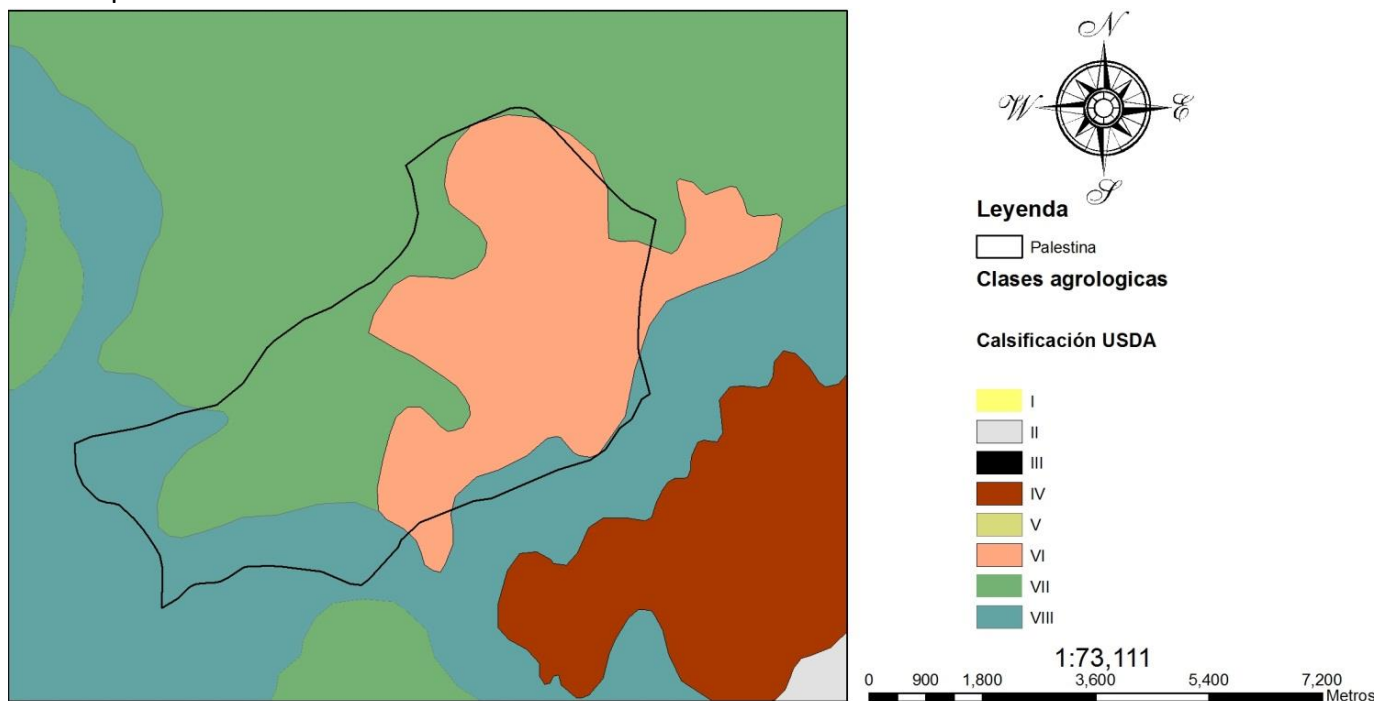 N
W E
S
Leyenda
Palestina
Clases agrologicas
Calsificación USDA
I
II
III
IV
V
VI
VII
VIII
1:73,111
0 900 1,800 3,600 5,400 7,200
Metros